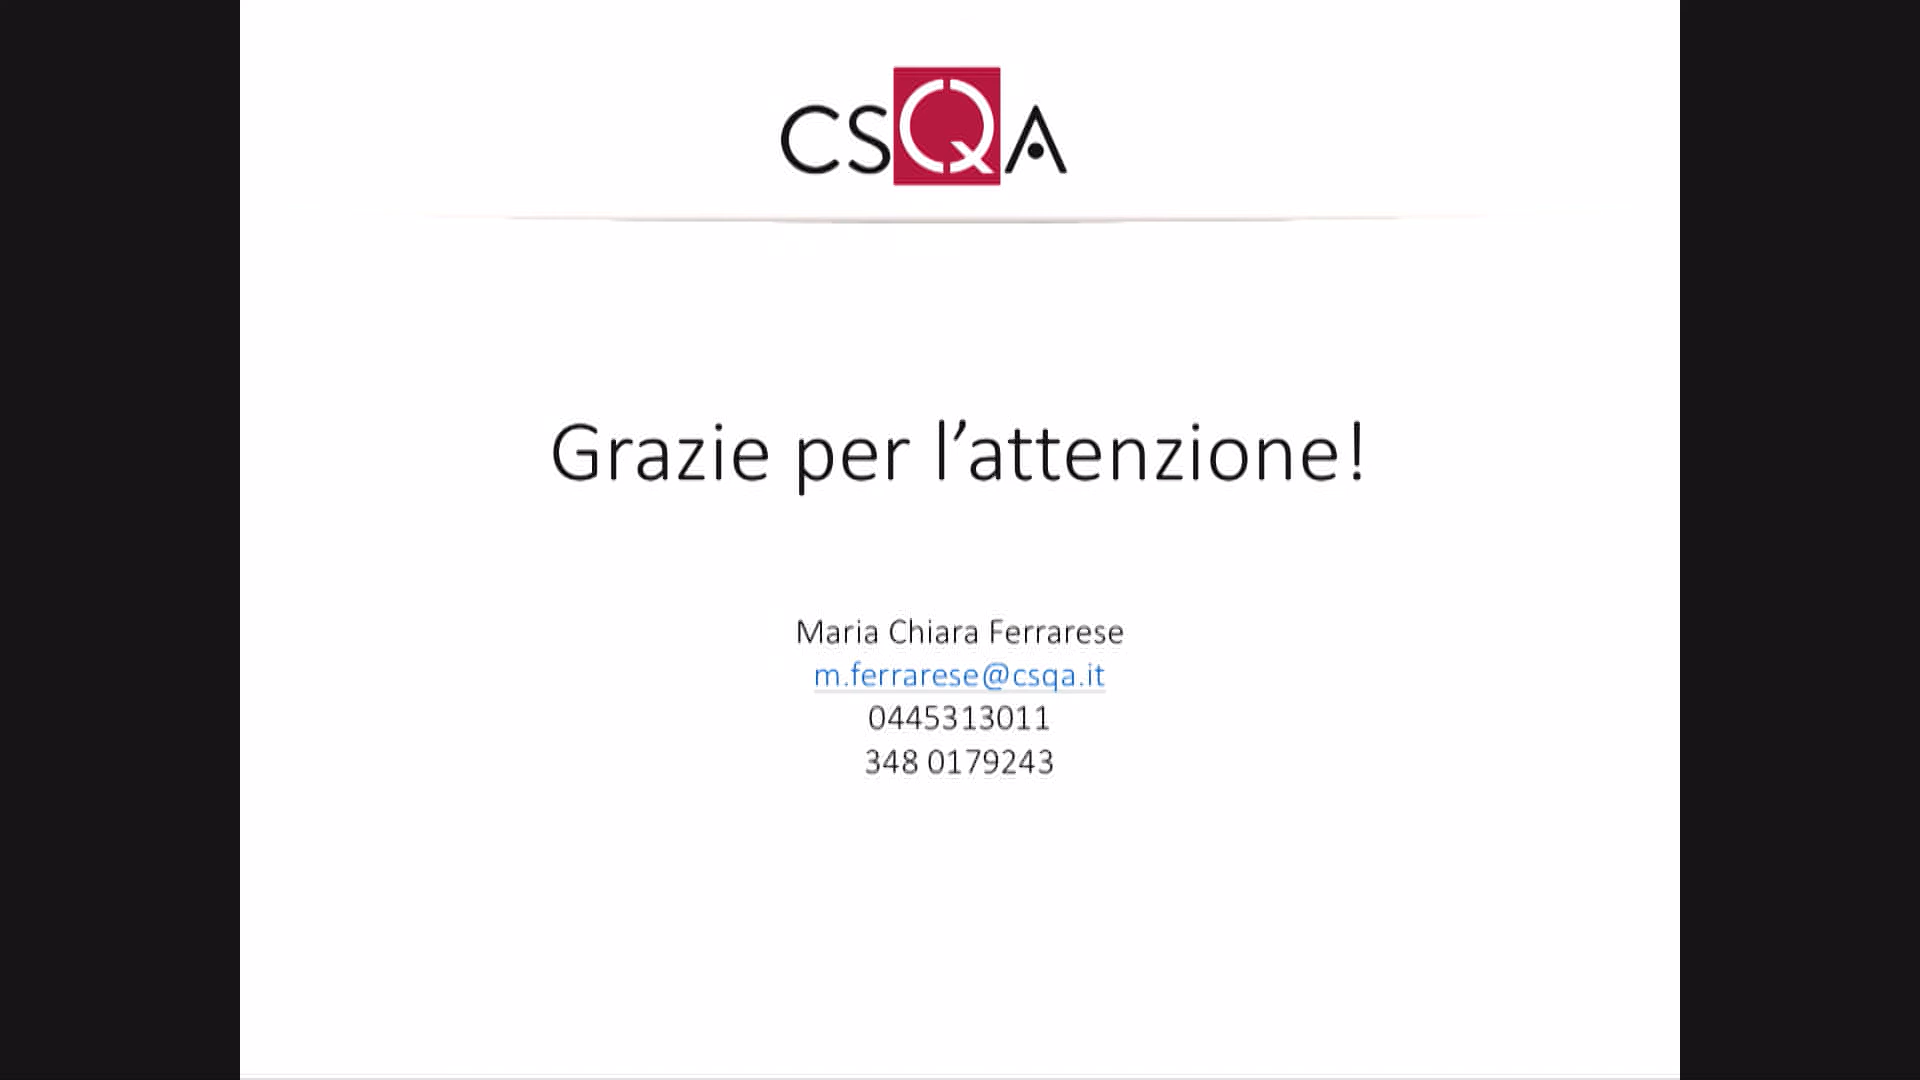 CSQA
Grazie per l’attenzione!
Maria Chiara Ferrarese
m.ferrarese@csqa.it
0445313011
348 0179243